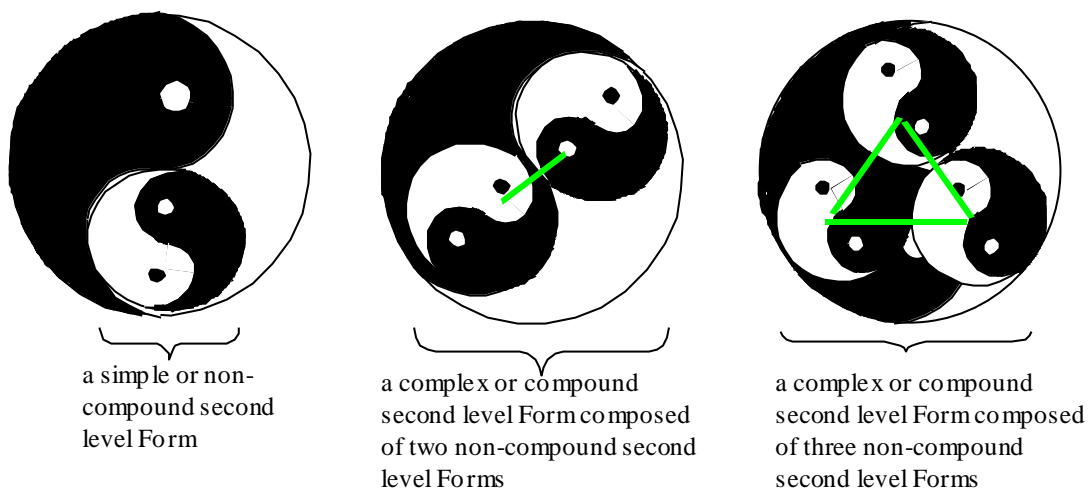 a simple or non-
compound second
level Form
a complex or compound
second level Form composed
of two non-compound second
level Forms
a complex or compound
second level Form composed
of three non-compound
second level Forms